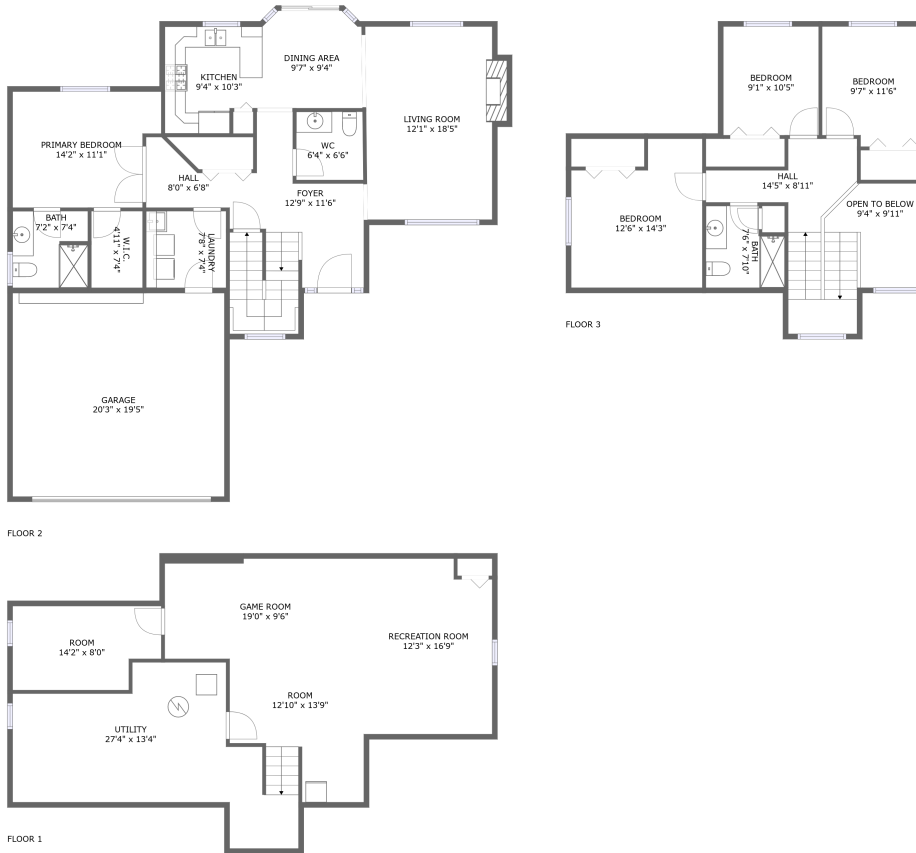 DINING AREA
9'7" x 9'4"
KITCHEN
9'4" x 10'3"
LIVING ROOM
12'1" x 18'5"
PRIMARY BEDROOM
14'2" x 11'1"
WC
6'4" x 6'6"
HALL
8'0" x 6'8"
FOYER
12'9" x 11'6"
BATH
7'2" x 7'4"
W.I.C.
4'11" x 7'4"
LAUNDRY
7'8" x 7'4"
GARAGE
20'3" x 19'5"
FLOOR 2
BEDROOM
9'1" x 10'5"
BEDROOM
9'7" x 11'6"
HALL
14'5" x 8'11"
OPEN TO BELOW
9'4" x 9'11"
BEDROOM
12'6" x 14'3"
BATH
7'6" x 7'10"
FLOOR 3
GAME ROOM
19'0" x 9'6"
RECREATION ROOM
12'3" x 16'9"
ROOM
14'2" x 8'0"
ROOM
12'10" x 13'9"
UTILITY
27'4" x 13'4"
FLOOR 1